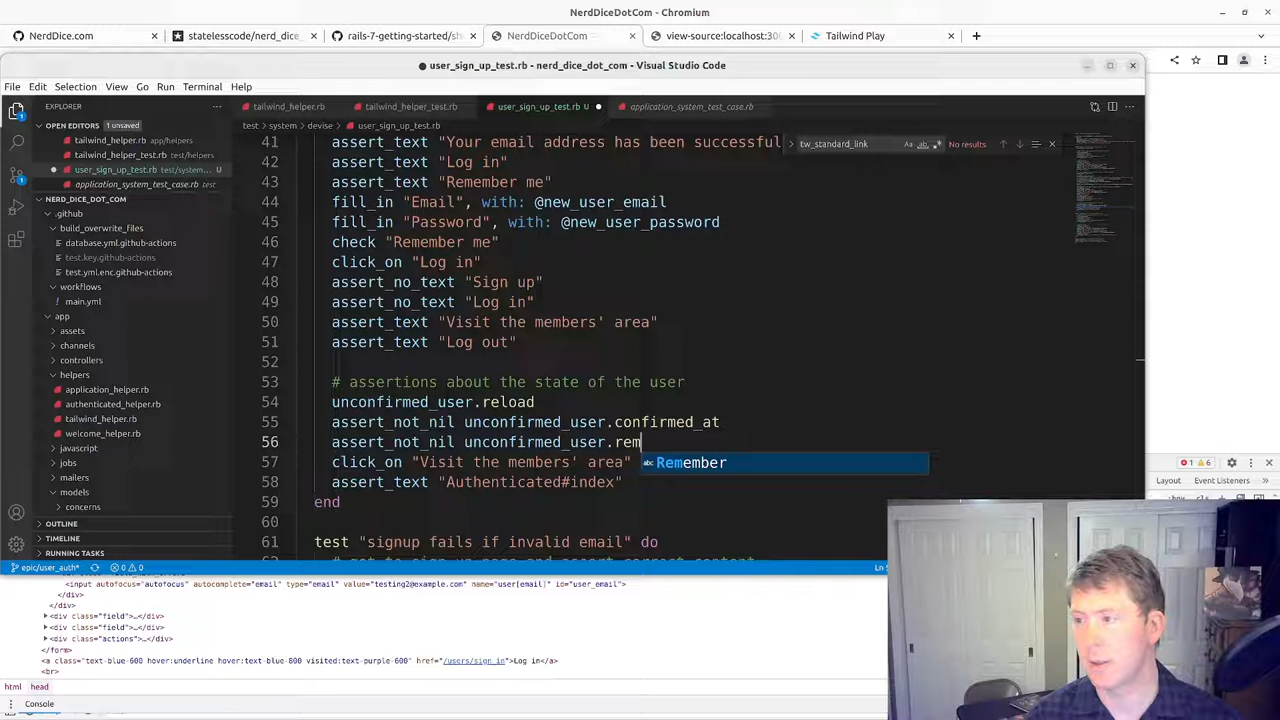 NerdDiceDotCom - Chromium
NerdDice.com
statelesscode/nerd_dice_
rails-7-getting-started/she
NerdDiceDotCom
view-source:localhost:300
Tailwind Play
user_sign_up_test.rb - nerd_dice_dot_com - Visual Studio Code
File Edit Selection View Go Run Terminal Help
EXPLORER
tailwind_helper.rb
tailwind_helper_test.rb
user_sign_up_test.rb U
application_system_test_case.rb
OPEN EDITORS 1 unsaved
test > system > devise > user_sign_up_test.rb
tailwind_helper.rb app/helpers
tailwind_helper_test.rb test/helpers
user_sign_up_test.rb test/system... U
application_system_test_case.rb test
NERD_DICE_DOT_COM
.github
build_overwrite_files
database.yml.github-actions
test.key.github-actions
test.yml.enc.github-actions
workflows
main.yml
app
assets
channels
controllers
helpers
application_helper.rb
authenticated_helper.rb
tailwind_helper.rb
welcome_helper.rb
javascript
jobs
mailers
models
concerns
OUTLINE
TIMELINE
RUNNING TASKS
tw_standard_link
No results
41 assert_text "Your email address has been successful
42 assert_text "Log in"
43 assert_text "Remember me"
44 fill_in "Email", with: @new_user_email
45 fill_in "Password", with: @new_user_password
46 check "Remember me"
47 click_on "Log in"
48 assert_no_text "Sign up"
49 assert_no_text "Log in"
50 assert_text "Visit the members' area"
51 assert_text "Log out"
52
53 # assertions about the state of the user
54 unconfirmed_user.reload
55 assert_not_nil unconfirmed_user.confirmed_at
56 assert_not_nil unconfirmed_user.rem
abc Remember
57 click_on "Visit the members' area"
58 assert_text "Authenticated#index"
59 end
60
61 test "signup fails if invalid email" do
epic/user_auth*
0 0
1 6
Layout Event Listeners
<input autofocus="autofocus" autocomplete="email" type="email" value="testing2@example.com" name="user[email]" id="user_email">
</div>
</div>
<div class="field">…</div>
<div class="field">…</div>
<div class="actions">…</div>
</form>
<a class="text-blue-600 hover:underline hover:text-blue-800 visited:text-purple-600" href="/users/sign_in">Log in</a>
<br>
html head
Console